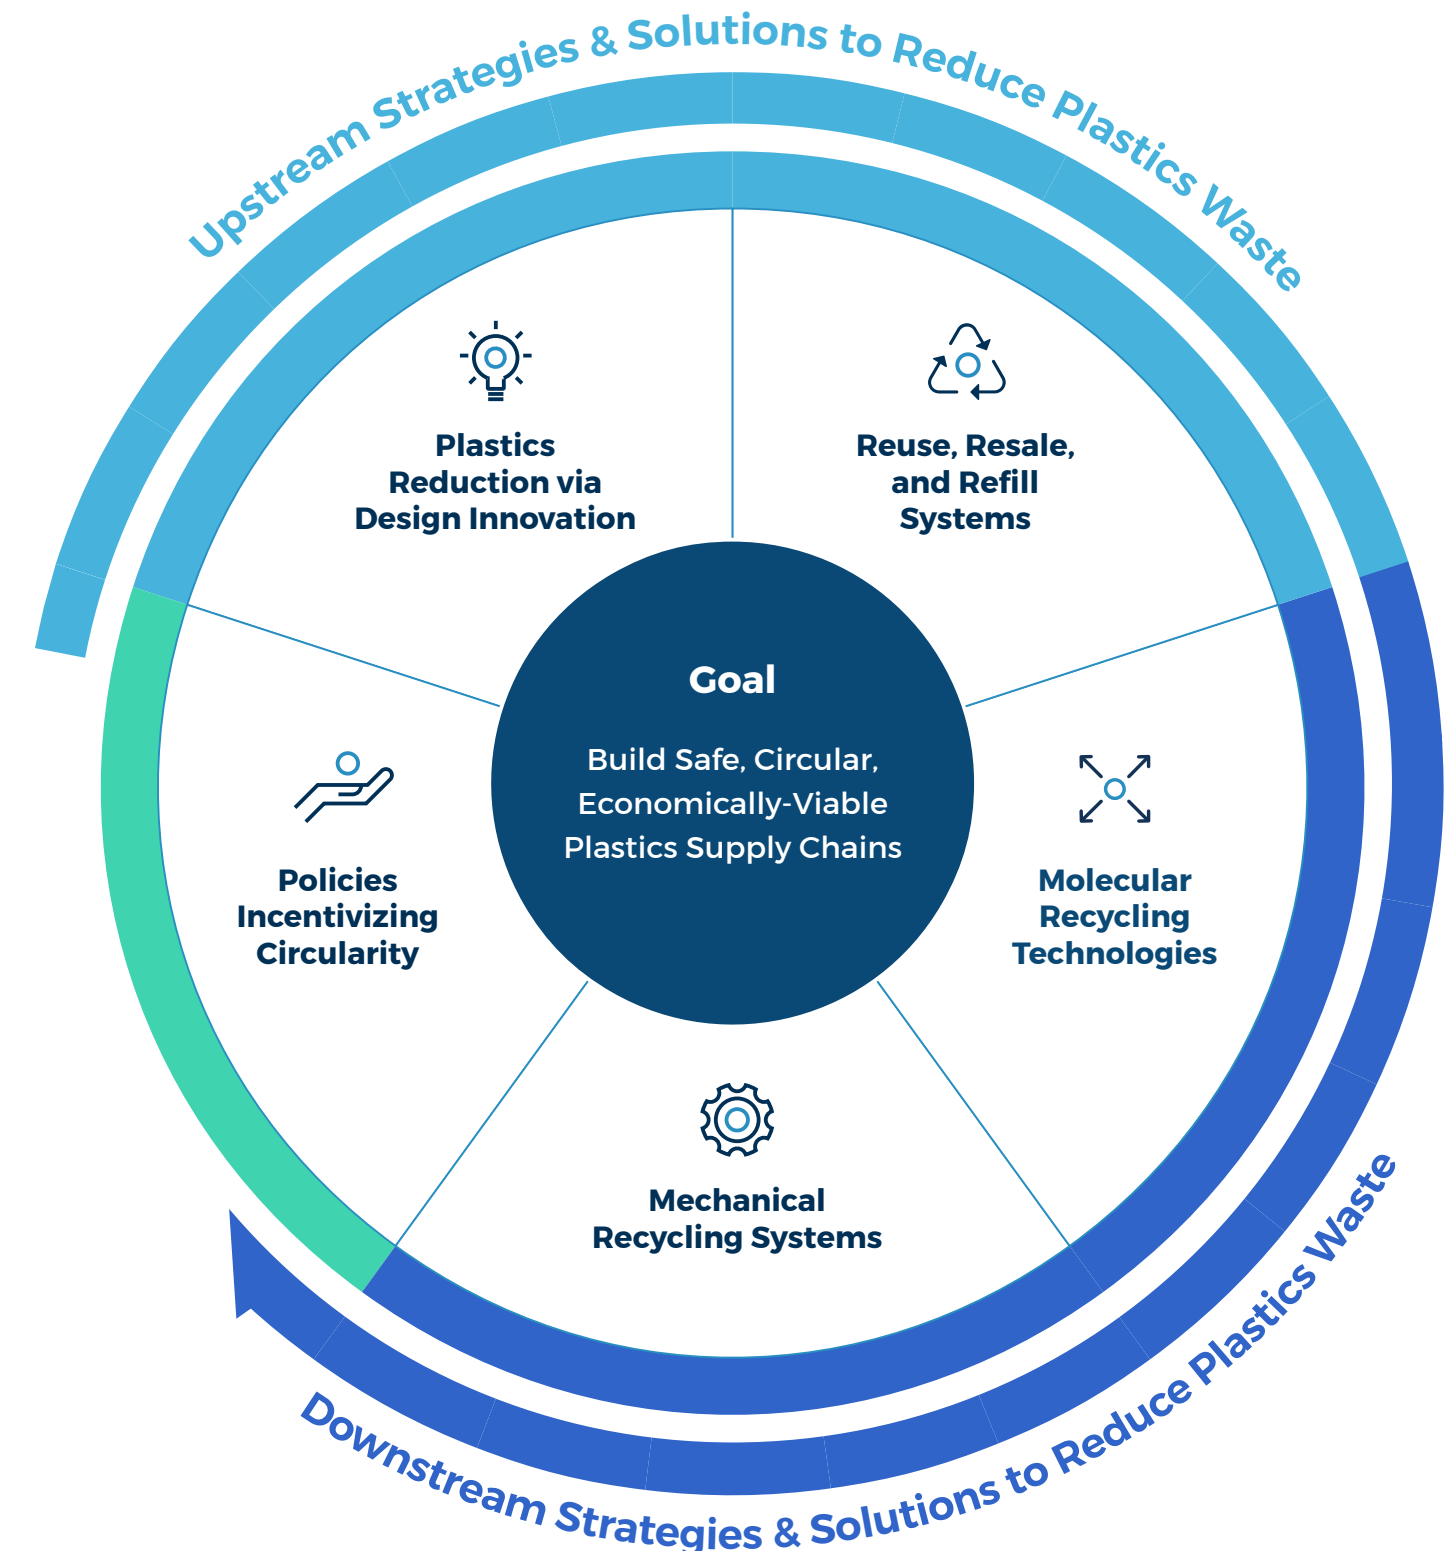 Upstream Strategies & Solutions to Reduce Plastics Waste
Plastics
Reduction via
Design Innovation
Reuse, Resale,
and Refill
Systems
Goal
Build Safe, Circular,
Economically-Viable
Plastics Supply Chains
Policies
Incentivizing
Circularity
Molecular
Recycling
Technologies
Mechanical
Recycling Systems
Downstream Strategies & Solutions to Reduce Plastics Waste